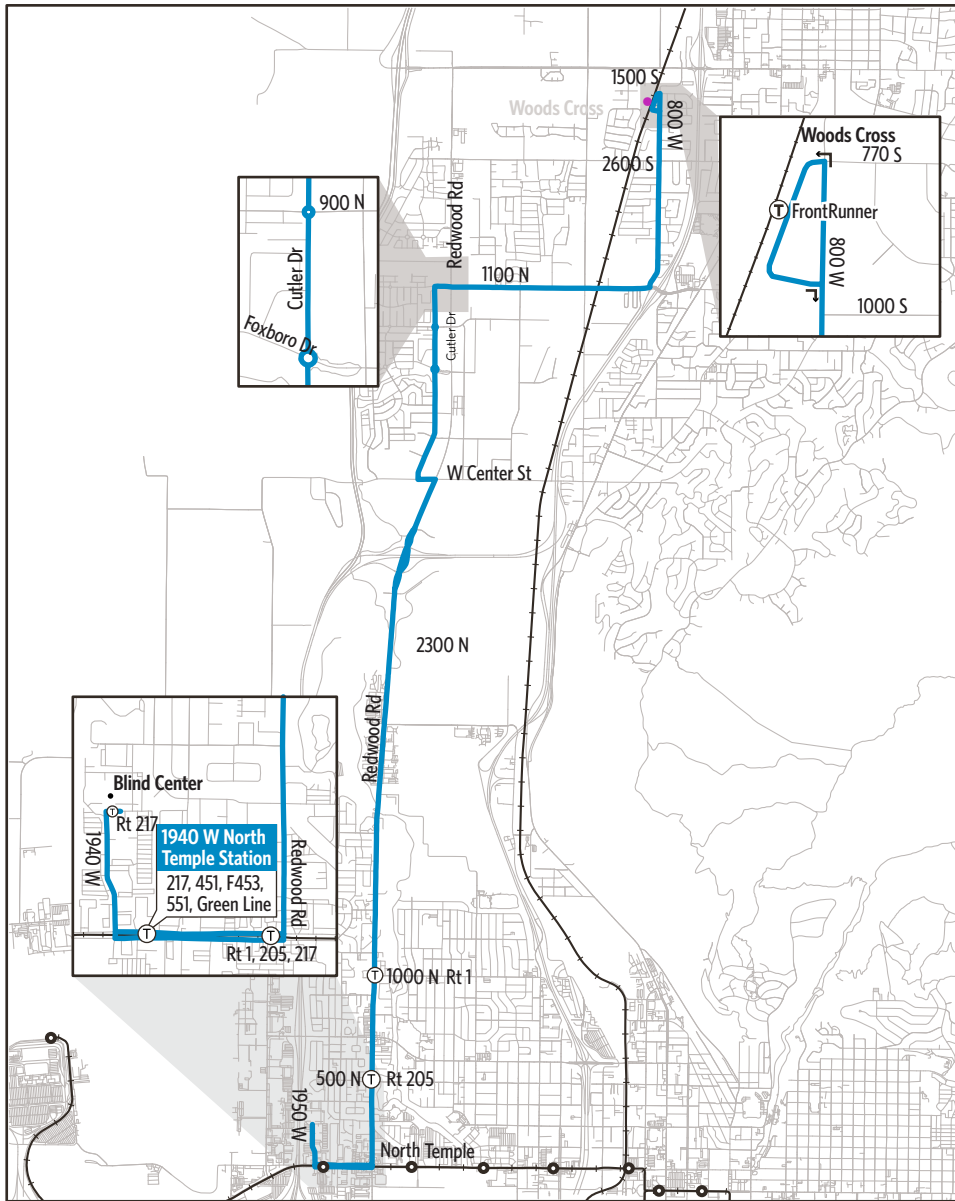 1500 S
Woods Cross
800 W
2600 S
Woods Cross
770 S
FrontRunner
800 W
1000 S
900 N
Cutler Dr
Foxboro Dr
Redwood Rd
1100 N
Cutler Dr
W Center St
2300 N
Redwood Rd
Blind Center
T
Rt 217
1940 W
1940 W North
Temple Station
217, 451, F453,
551, Green Line
Redwood Rd
T
T
Rt 1, 205, 217
T
1000 N Rt 1
500 N
T
Rt 205
1950 W
North Temple
T